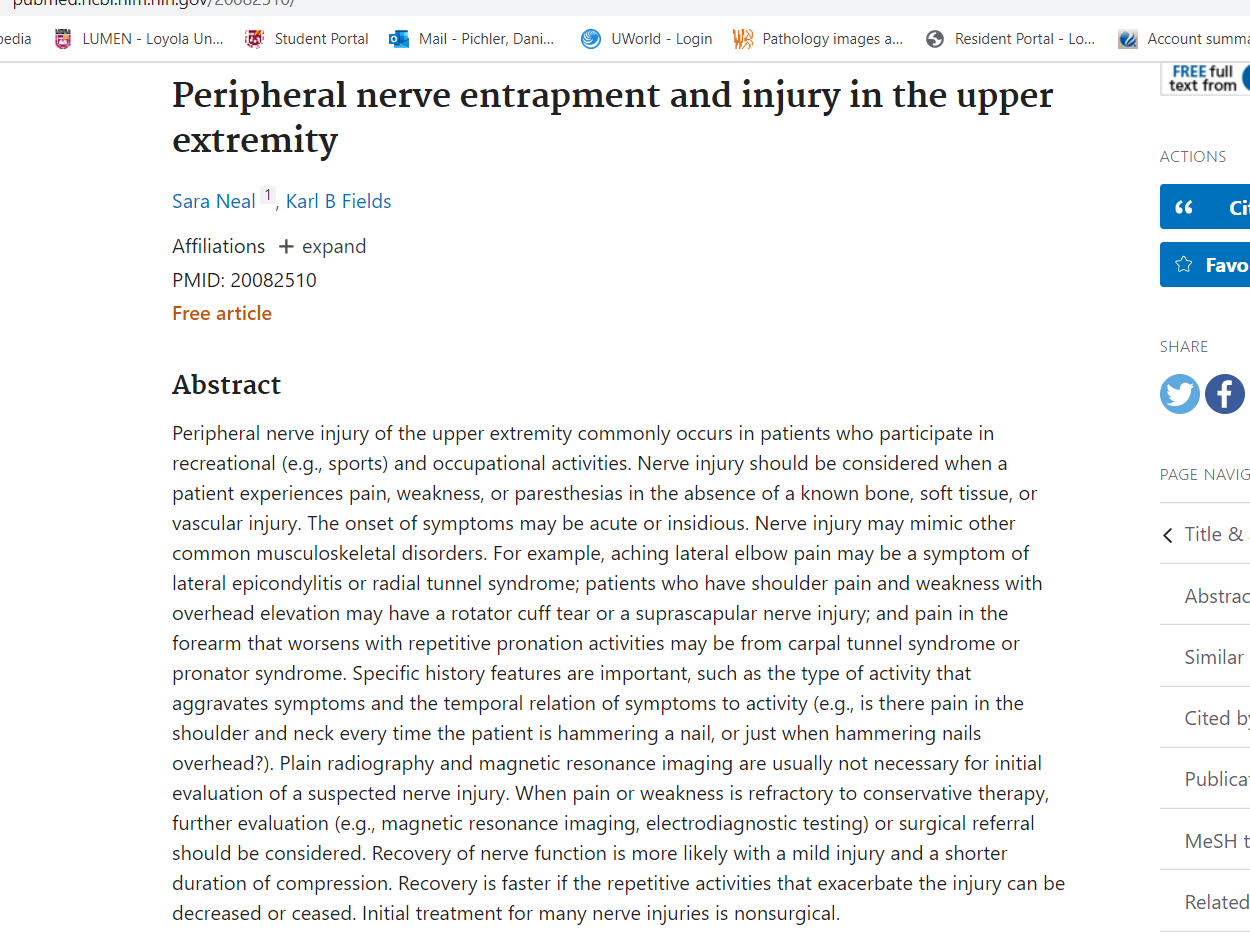 pubmed.ncbi.nlm.nih.gov/20082510/
pedia LUMEN - Loyola Un... Student Portal Mail - Pichler, Dani... UWorld - Login Pathology images a... Resident Portal - Lo... Account summa
FREE full
text from
Peripheral nerve entrapment and injury in the upper
extremity
Sara Neal 1, Karl B Fields
Affiliations + expand
PMID: 20082510
Free article
Abstract
Peripheral nerve injury of the upper extremity commonly occurs in patients who participate in
recreational (e.g., sports) and occupational activities. Nerve injury should be considered when a
patient experiences pain, weakness, or paresthesias in the absence of a known bone, soft tissue, or
vascular injury. The onset of symptoms may be acute or insidious. Nerve injury may mimic other
common musculoskeletal disorders. For example, aching lateral elbow pain may be a symptom of
lateral epicondylitis or radial tunnel syndrome; patients who have shoulder pain and weakness with
overhead elevation may have a rotator cuff tear or a suprascapular nerve injury; and pain in the
forearm that worsens with repetitive pronation activities may be from carpal tunnel syndrome or
pronator syndrome. Specific history features are important, such as the type of activity that
aggravates symptoms and the temporal relation of symptoms to activity (e.g., is there pain in the
shoulder and neck every time the patient is hammering a nail, or just when hammering nails
overhead?). Plain radiography and magnetic resonance imaging are usually not necessary for initial
evaluation of a suspected nerve injury. When pain or weakness is refractory to conservative therapy,
further evaluation (e.g., magnetic resonance imaging, electrodiagnostic testing) or surgical referral
should be considered. Recovery of nerve function is more likely with a mild injury and a shorter
duration of compression. Recovery is faster if the repetitive activities that exacerbate the injury can be
decreased or ceased. Initial treatment for many nerve injuries is nonsurgical.
ACTIONS
Cit
Favo
SHARE
PAGE NAVIG
Title &
Abstrac
Similar
Cited by
Publicat
MeSH t
Related